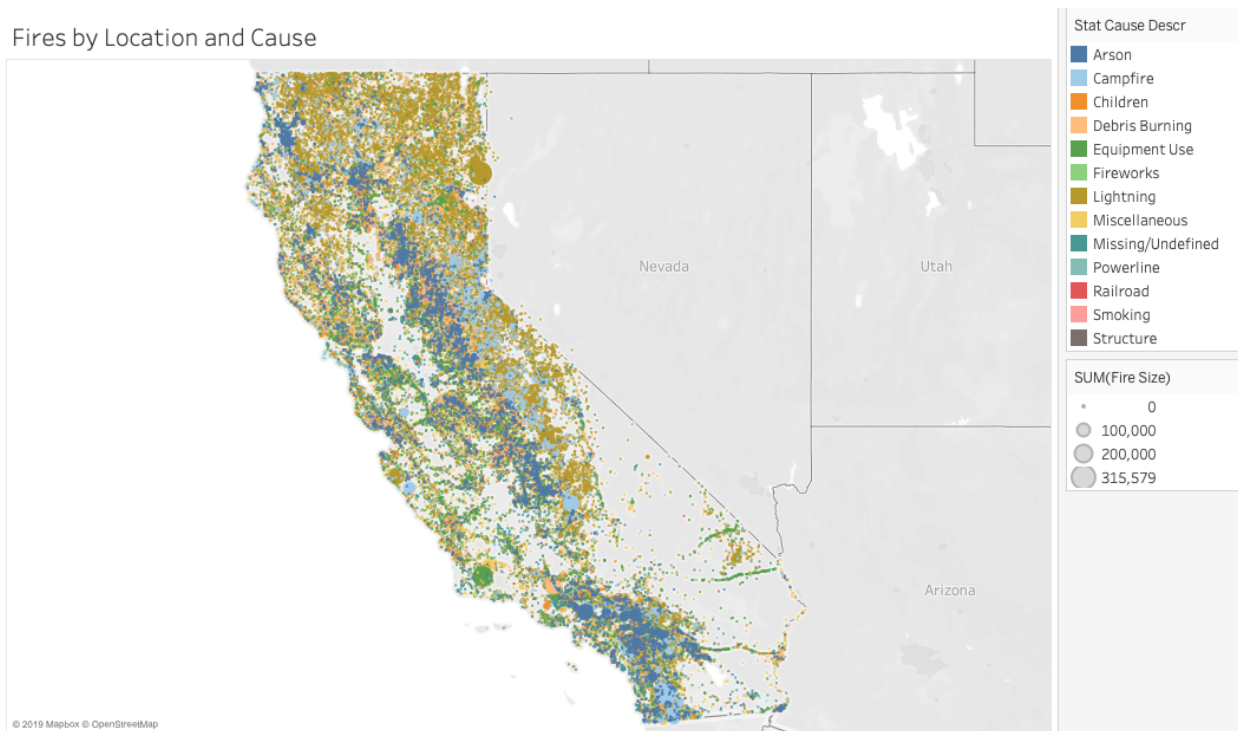 Fires by Location and Cause
Nevada
Utah
Arizona
© 2019 Mapbox © OpenStreetMap
Stat Cause Descr
Arson
Campfire
Children
Debris Burning
Equipment Use
Fireworks
Lightning
Miscellaneous
Missing/Undefined
Powerline
Railroad
Smoking
Structure
SUM(Fire Size)
0
100,000
200,000
315,579